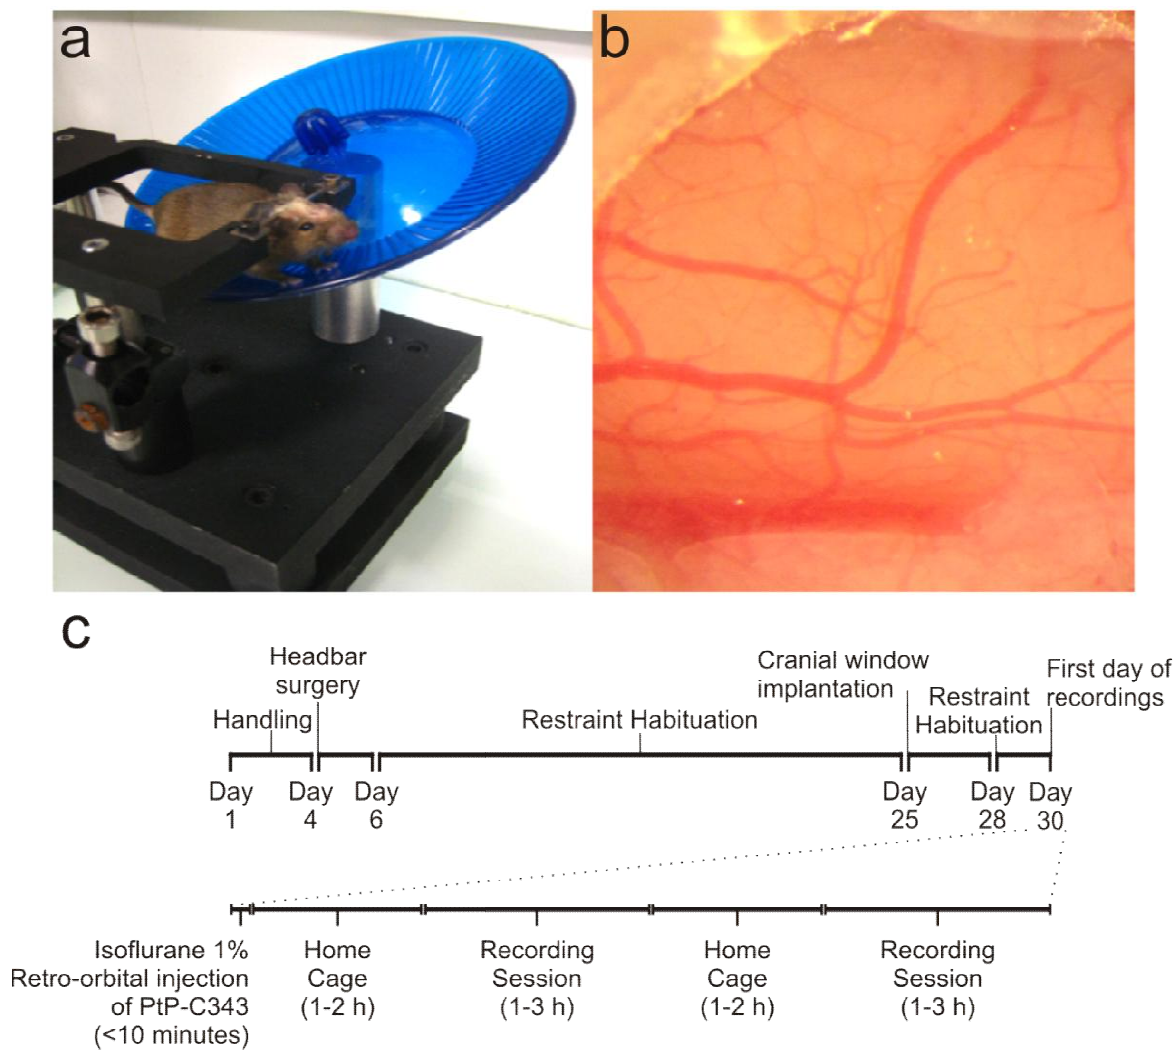 a
b
c
Headbar
surgery
Handling
Restraint Habituation
Cranial window
implantation
Restraint
Habituation
First day of
recordings
Day
1
Day
4
Day
6
Day
25
Day
28
Day
30
Isoflurane 1%
Retro-orbital injection
of PtP-C343
(<10 minutes)
Home
Cage
(1-2 h)
Recording
Session
(1-3 h)
Home
Cage
(1-2 h)
Recording
Session
(1-3 h)